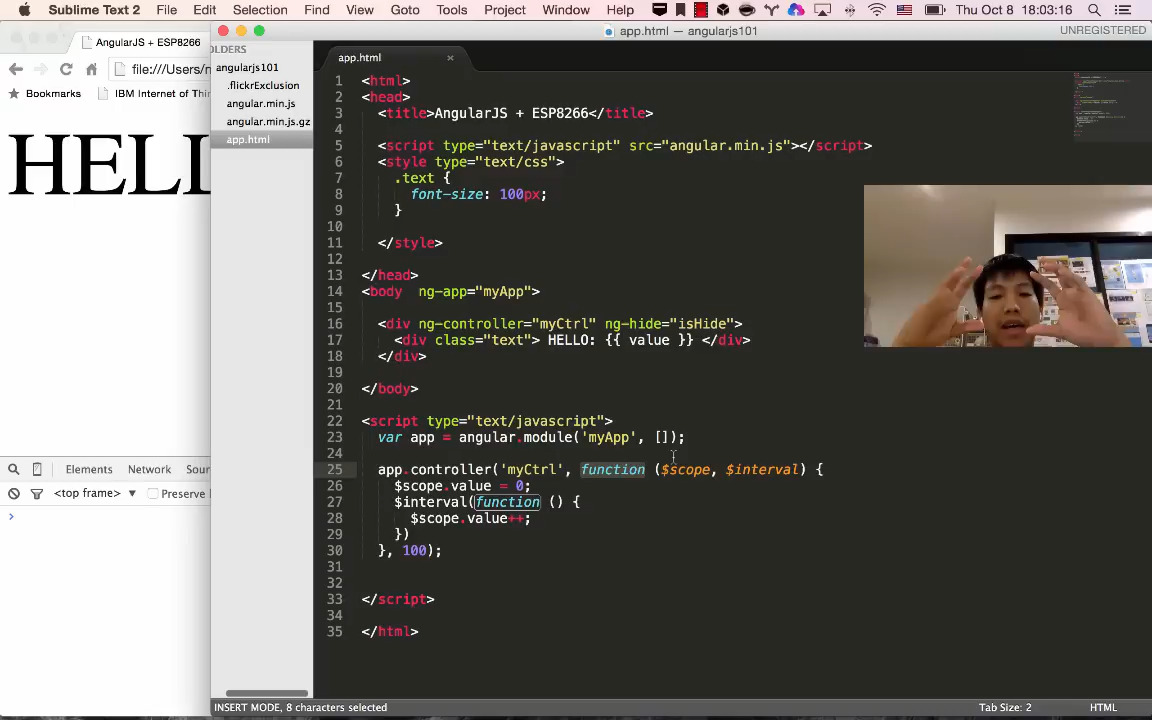 Sublime Text 2 File Edit Selection Find View Goto Tools Project Window Help Thu Oct 8 18:03:16
app.html — angularjs101
UNREGISTERED
AngularJS + ESP8266
file:///Users/n
Bookmarks IBM Internet of Thin
HELL
Elements Network
<top frame> Preserve
>
OLDERS
angularjs101
.flickrExclusion
angular.min.js
angular.min.js.gz
app.html
app.html ×
1 <html>
2 <head>
3 <title>AngularJS + ESP8266</title>
4
5 <script type="text/javascript" src="angular.min.js"></script>
6 <style type="text/css">
7 .text {
8 font-size: 100px;
9 }
10
11 </style>
12
13 </head>
14 <body  ng-app="myApp">
15
16 <div ng-controller="myCtrl" ng-hide="isHide">
17 <div class="text"> HELLO: {{ value }} </div>
18 </div>
19
20 </body>
21
22 <script type="text/javascript">
23 var app = angular.module('myApp', []);
24
25 app.controller('myCtrl', function ($scope, $interval) {
26 $scope.value = 0;
27 $interval(function () {
28 $scope.value++;
29 })
30 }, 100);
31
32
33 </script>
34
35 </html>
INSERT MODE, 8 characters selected
Tab Size: 2 HTML